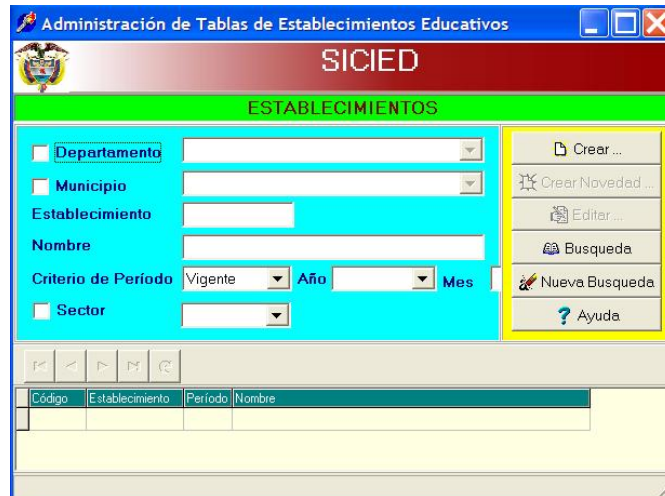 Administración de Tablas de Establecimientos Educativos
SICIED
ESTABLECIMIENTOS
Departamento
Municipio
Establecimiento
Nombre
Criterio de Período Vigente Año Mes
Sector
Crear ...
Crear Novedad ...
Editar ...
Busqueda
Nueva Busqueda
Ayuda
Código Establecimiento Período Nombre